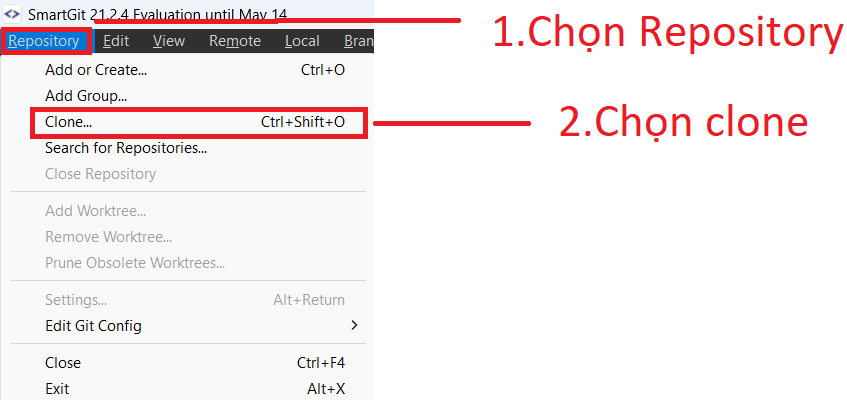 SmartGit 21.2.4 Evaluation until May 14
1.Chọn Repository
Repository Edit View Remote Local Bran
Add or Create... Ctrl+O
Add Group...
Clone... Ctrl+Shift+O
2.Chọn clone
Search for Repositories...
Close Repository
Add Worktree...
Remove Worktree...
Prune Obsolete Worktrees...
Settings... Alt+Return
Edit Git Config
Close Ctrl+F4
Exit Alt+X